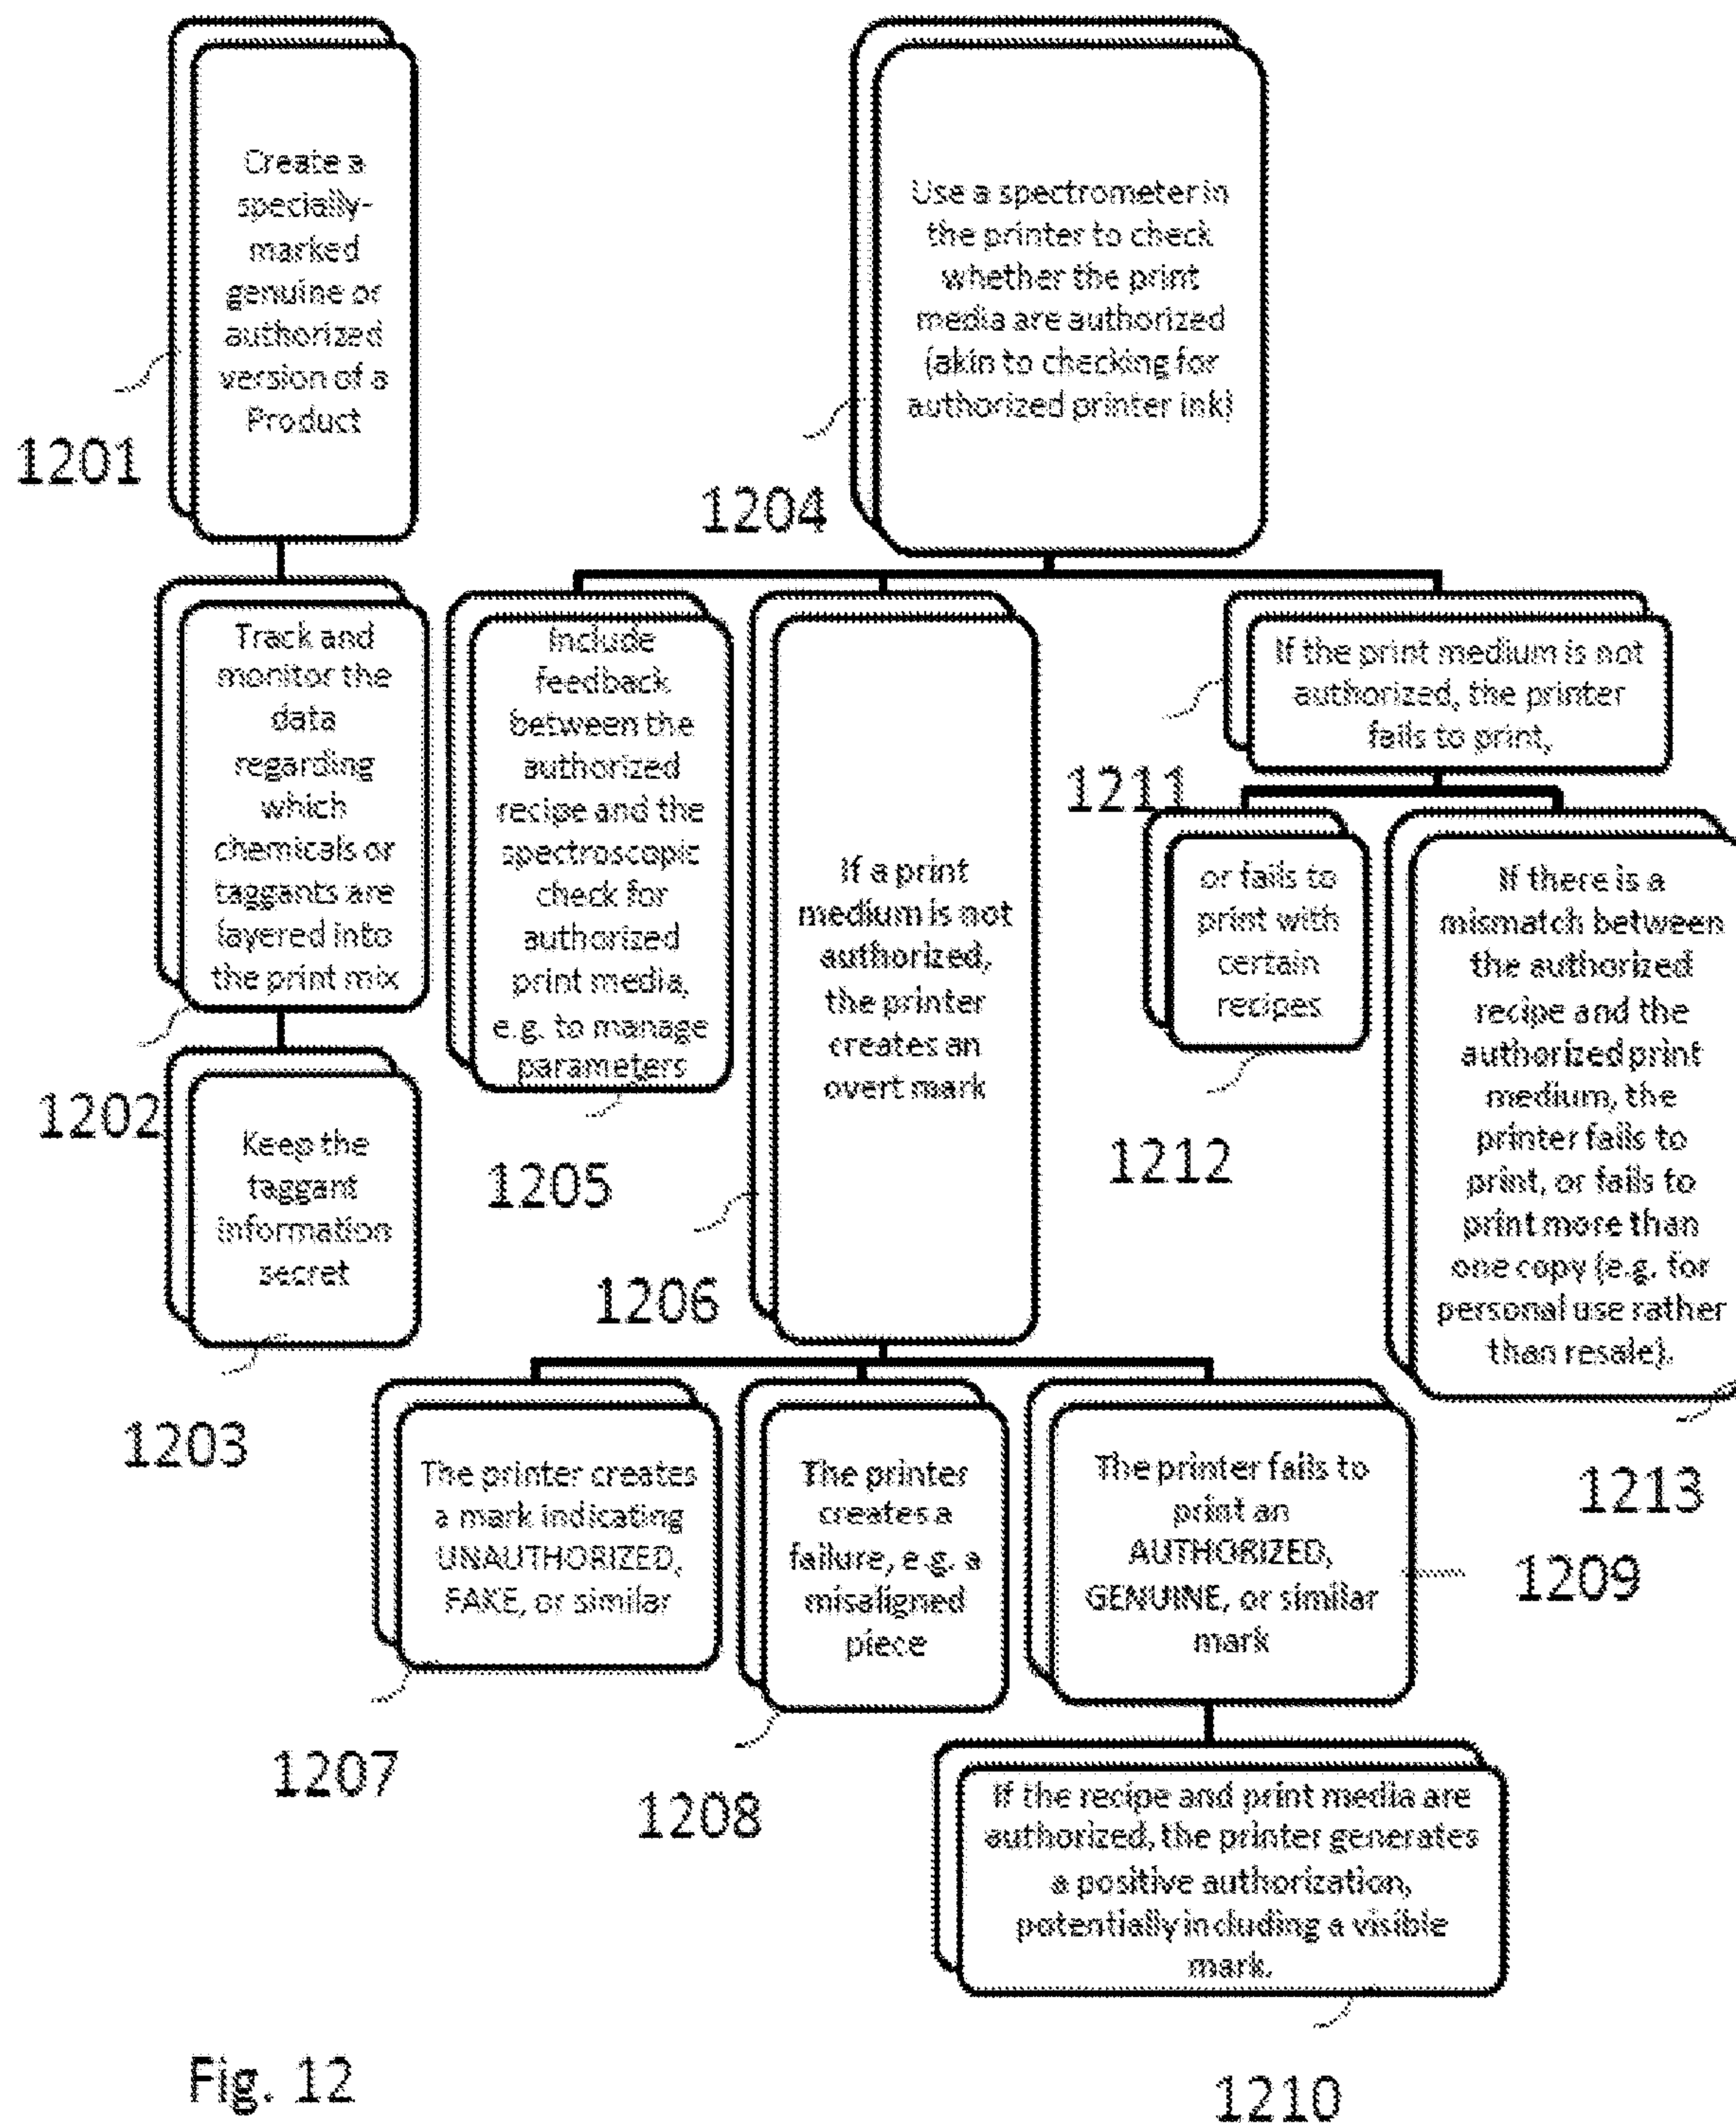 Create a
specially-
marked
genuine or
authorized
version of a
Product
1201
Track and
monitor the
data
regarding
which
chemicals or
taggants are
layered into
the print mix
1202
Keep the
taggant
information
secret
1203
Use a spectrometer in
the printer to check
whether the print
media are authorized
(akin to checking for
authorized printer ink)
1204
Include
feedback
between the
authorized
recipe and the
spectroscopic
check for
authorized
print media,
e.g. to manage
parameters
1205
If a print
medium is not
authorized,
the printer
creates an
overt mark
1206
The printer creates
a mark indicating
UNAUTHORIZED,
FAKE, or similar
1207
The printer
creates a
failure, e.g. a
misaligned
piece
1208
The printer fails to
print an
AUTHORIZED,
GENUINE, or similar
mark
1209
If the recipe and print media are
authorized, the printer generates
a positive authorization,
potentially including a visible
mark.
1210
If the print medium is not
authorized, the printer
fails to print,
1211
or fails to
print with
certain
recipes
1212
If there is a
mismatch between
the authorized
recipe and the
authorized print
medium, the
printer fails to
print, or fails to
print more than
one copy (e.g. for
personal use rather
than resale).
1213
Fig. 12